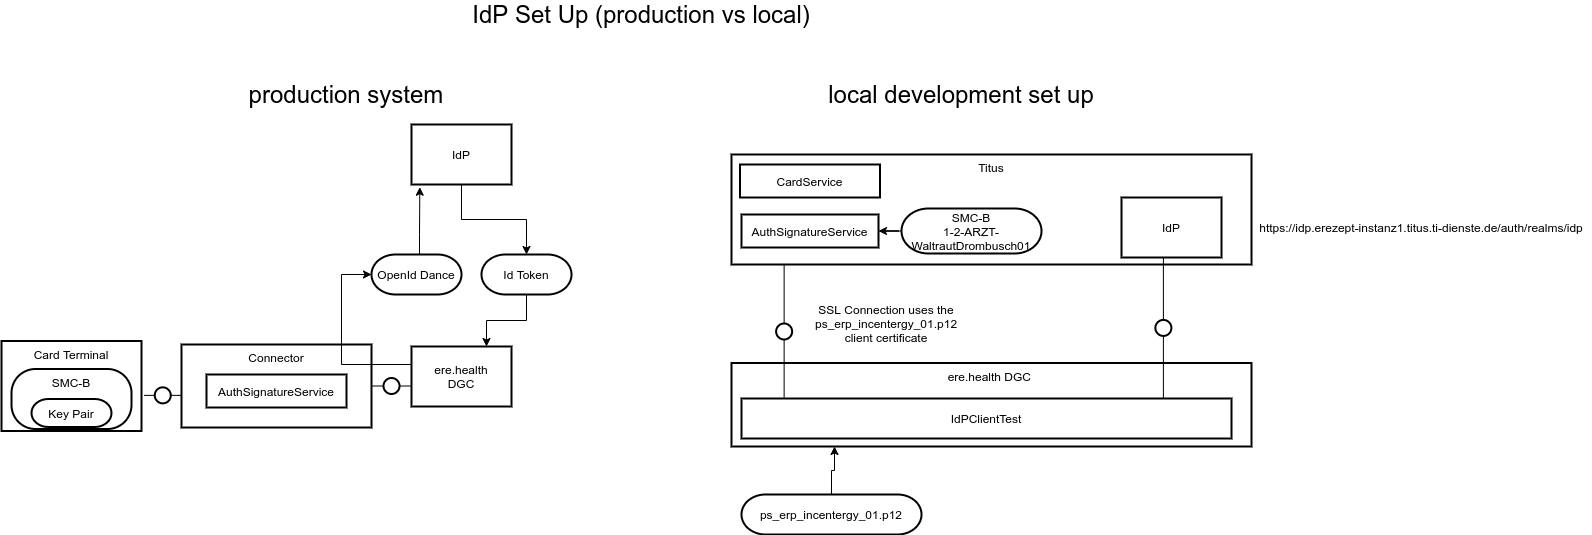 IdP Set Up (production vs local)
production system
IdP
OpenId Dance
Id Token
Card Terminal
SMC-B
Key Pair
Connector
AuthSignatureService
ere.health
DGC
local development set up
Titus
CardService
AuthSignatureService
SMC-B
1-2-ARZT-
WaltrautDrombusch01
IdP
https://idp.erezept-instanz1.titus.ti-dienste.de/auth/realms/idp
SSL Connection uses the
ps_erp_incentergy_01.p12
client certificate
ere.health DGC
IdPClientTest
ps_erp_incentergy_01.p12